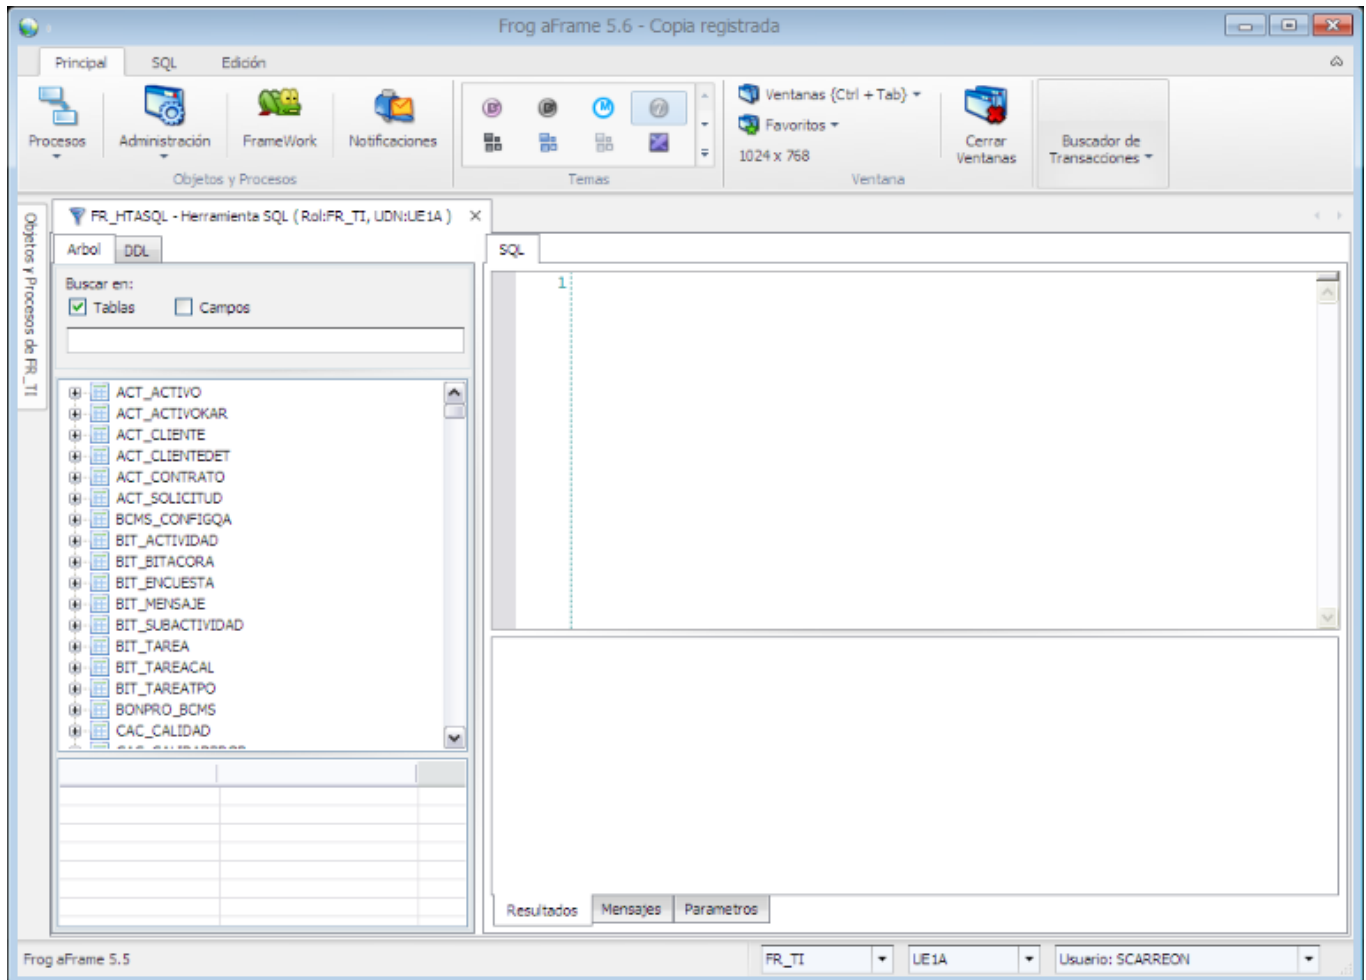 Frog aFrame 5.6 - Copia registrada
Principal SQL Edición
Procesos Administración FrameWork Notificaciones
Objetos y Procesos
Temas
Ventanas {Ctrl + Tab}
Favoritos
1024 x 768
Cerrar Ventanas
Ventana
Buscador de Transacciones
Objetos y Procesos de FR_TI
FR_HTASQL - Herramienta SQL ( Rol:FR_TI, UDN:UE1A )
Arbol DDL
Buscar en:
Tablas Campos
ACT_ACTIVO
ACT_ACTIVOKAR
ACT_CLIENTE
ACT_CLIENTEDET
ACT_CONTRATO
ACT_SOLICITUD
BCMS_CONFIGQA
BIT_ACTIVIDAD
BIT_BITACORA
BIT_ENCUESTA
BIT_MENSAJE
BIT_SUBACTIVIDAD
BIT_TAREA
BIT_TAREACAL
BIT_TAREATPO
BONPRO_BCMS
CAC_CALIDAD
SQL
1
Resultados Mensajes Parametros
Frog aFrame 5.5
FR_TI UE1A Usuario: SCARREON